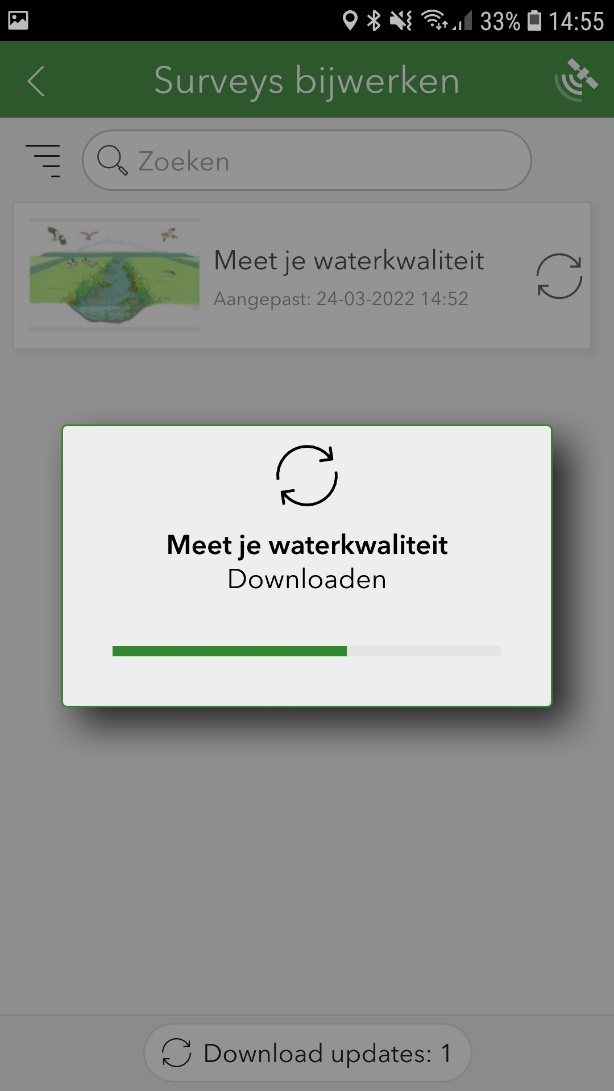 33% 14:55
Surveys bijwerken
Zoeken
Meet je waterkwaliteit
Aangepast: 24-03-2022 14:52
Meet je waterkwaliteit
Downloaden
Download updates: 1